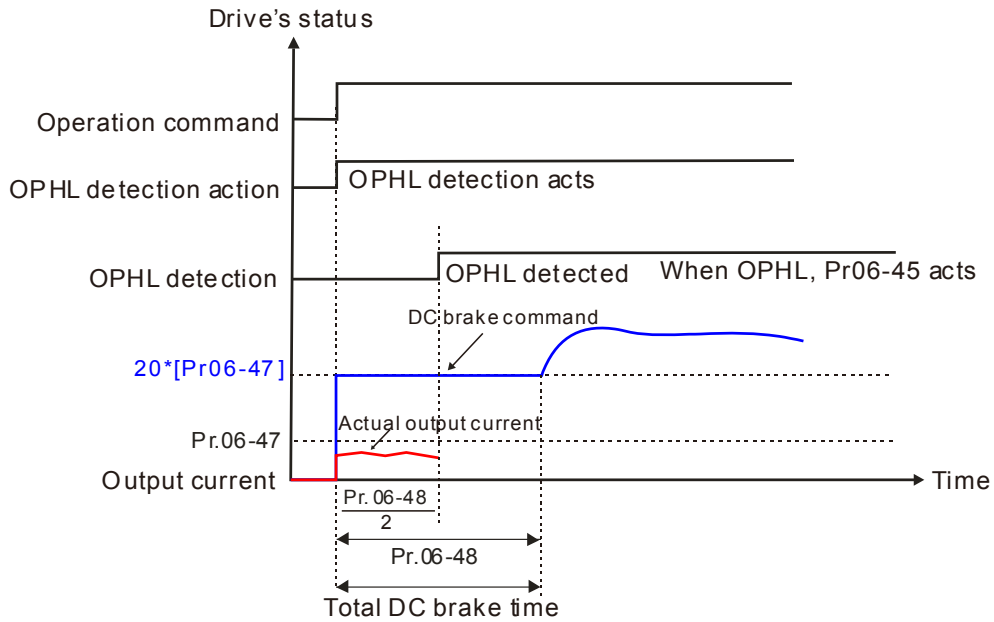 Drive's status
Operation command
OPHL detection action
OPHL detection acts
OPHL detection
OPHL detected
When OPHL, Pr06-45 acts
DC brake command
20*[Pr06-47]
Actual output current
Pr.06-47
Output current
Time
Pr. 06-48
2
Pr.06-48
Total DC brake time